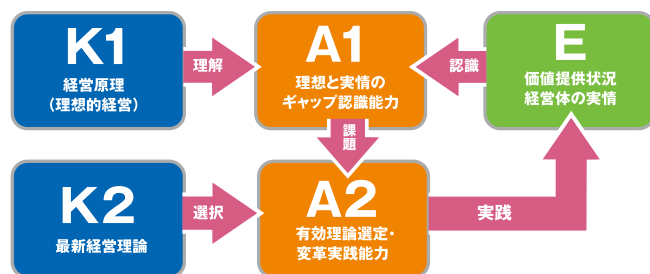 K1
経営原理
(理想的経営)
理解
A1
理想と実情の
ギャップ認識能力
認識
E
価値提供状況
経営体の実情
課題
K2
最新経営理論
選択
A2
有効理論選定・
変革実践能力
実践